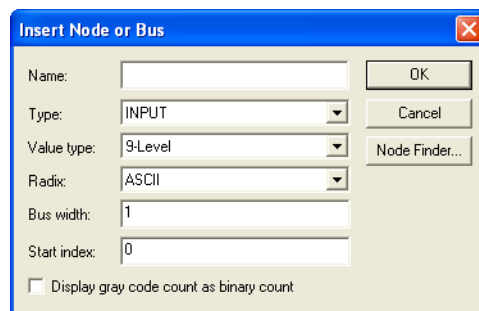 Insert Node or Bus
Name:
OK
Type: INPUT
Cancel
Value type: 9-Level
Node Finder...
Radix: ASCII
Bus width: 1
Start index: 0
Display gray code count as binary count